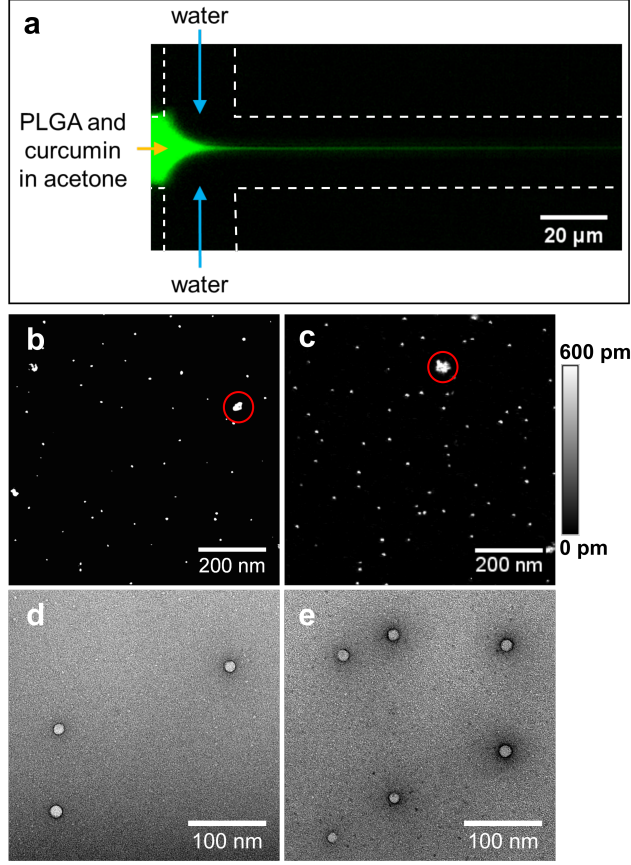 a
water
PLGA and
curcumin
in acetone
20 µm
water
b
c
600 pm
200 nm
200 nm
0 pm
d
e
100 nm
100 nm